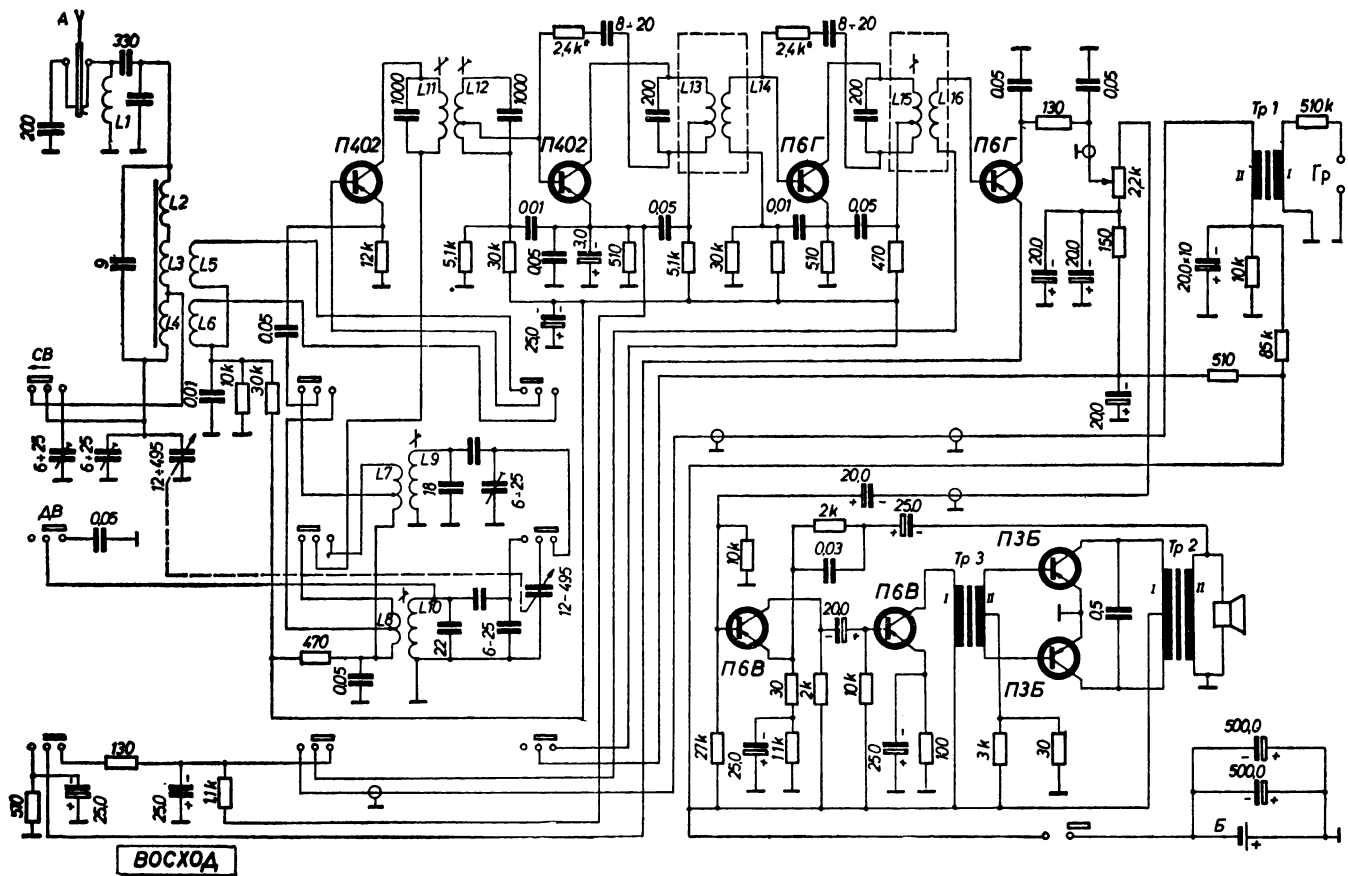 А
330
200
L1
1000
L11
L12
1000
2,4k*
8÷20
200
L13
L14
2,4k*
8÷20
200
L15
L16
0,05
130
0,05
Тр 1
510k
Гр
II
I
2,2k
П402
П402
П6Г
П6Г
L2
L3
L4
L5
L6
9
12k
5,1k
0,01
30k
0,05
3,0
510
0,05
5,1k
30k
0,01
510
0,05
470
20,0
20,0
150
20,0×10
10k
85k
510
20,0
25,0
0,05
СВ
0,01
10k
30k
6÷25
6÷25
12÷495
ДВ
0,05
L7
L9
18
6÷25
L8
L10
22
6-25
12-495
470
0,05
20,0
2k
25,0
0,03
10k
П6В
20,0
П6В
Тр 3
I
II
П3Б
П3Б
0,5
Тр 2
I
II
27k
25,0
30
1,1k
2k
10k
25,0
100
3k
30
500,0
500,0
Б
510
25,0
130
25,0
1,1k
ВОСХОД